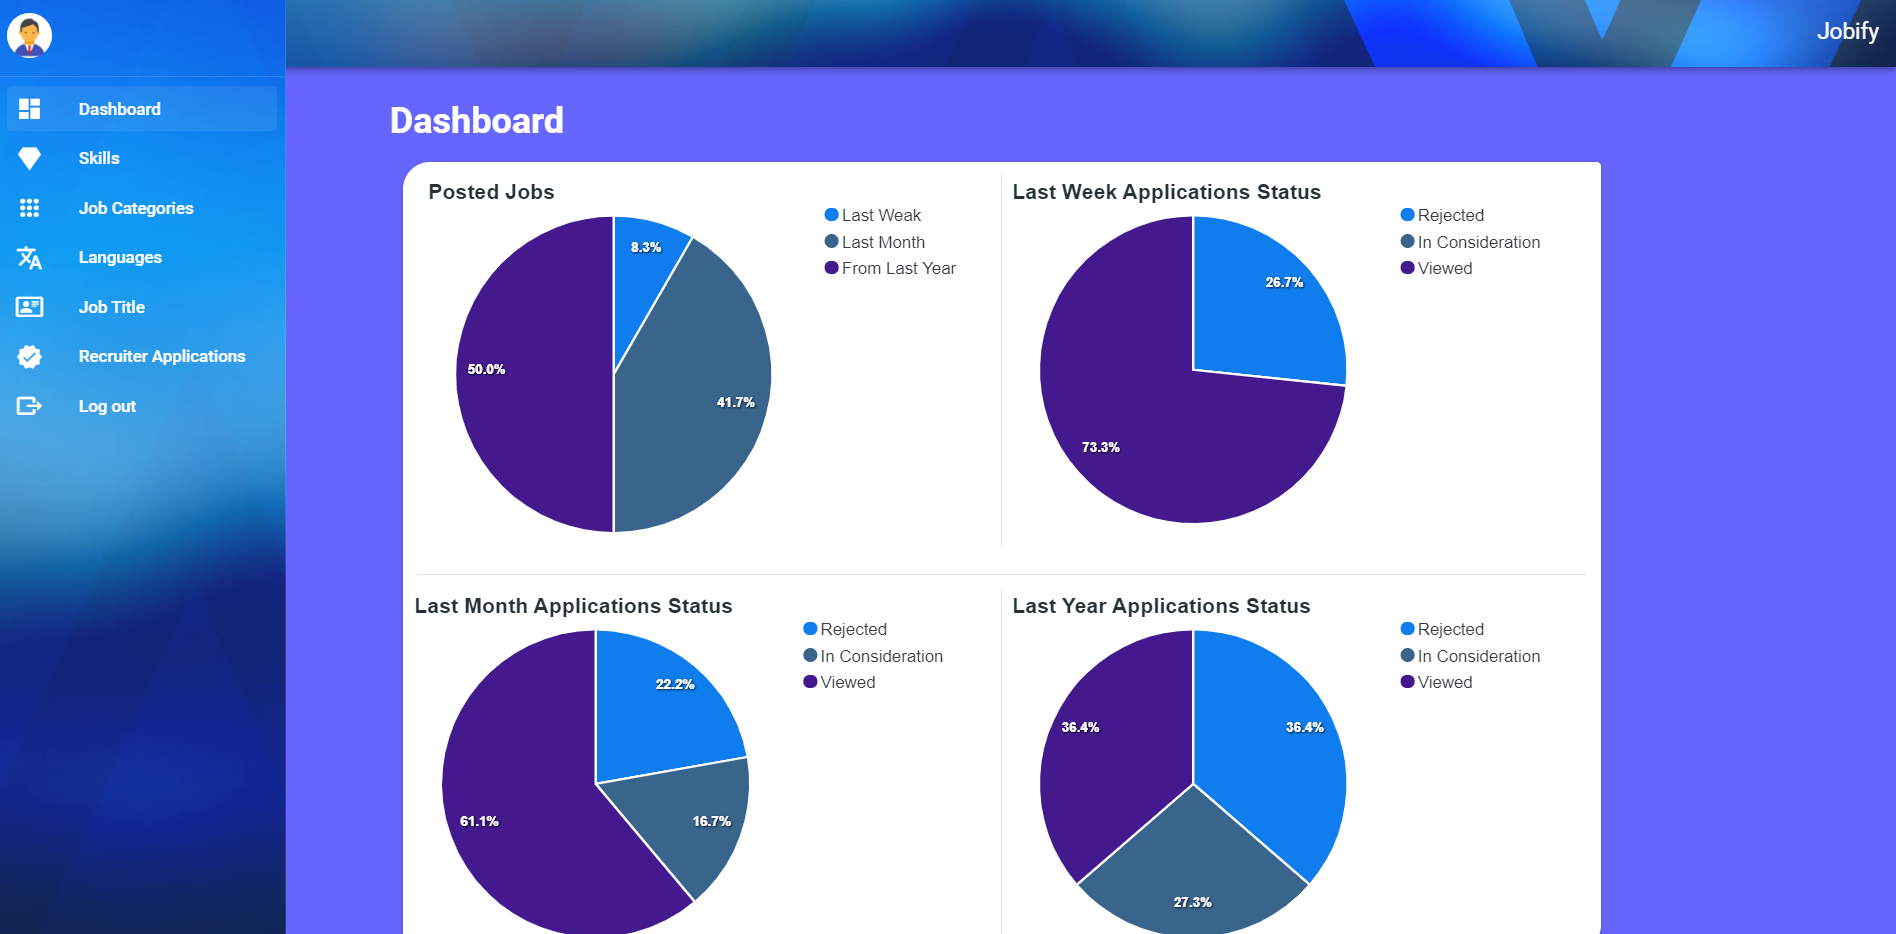 Jobify
Dashboard
Skills
Job Categories
Languages
Job Title
Recruiter Applications
Log out
Dashboard
Posted Jobs
Last Weak
Last Month
From Last Year
8.3%
41.7%
50.0%
Last Week Applications Status
Rejected
In Consideration
Viewed
26.7%
73.3%
Last Month Applications Status
Rejected
In Consideration
Viewed
22.2%
16.7%
61.1%
Last Year Applications Status
Rejected
In Consideration
Viewed
36.4%
36.4%
27.3%